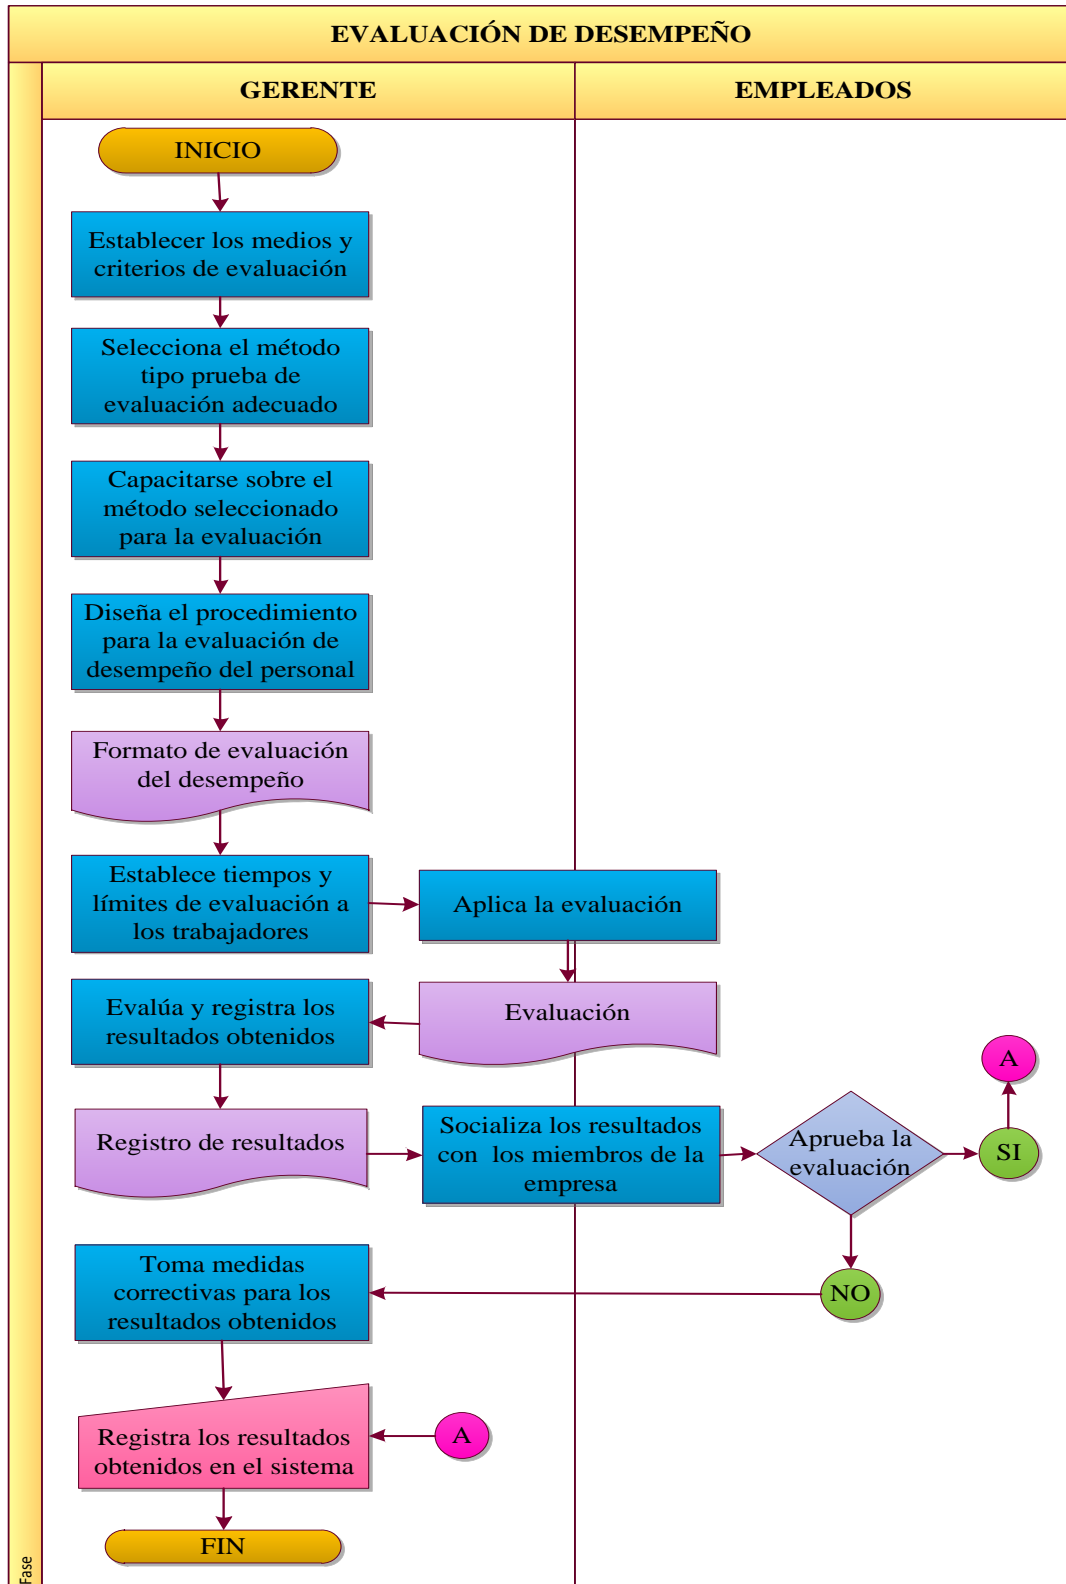 EVALUACIÓN DE DESEMPEÑO
GERENTE
EMPLEADOS
INICIO
Establecer los medios y
criterios de evaluación
Selecciona el método
tipo prueba de
evaluación adecuado
Capacitarse sobre el
método seleccionado
para la evaluación
Diseña el procedimiento
para la evaluación de
desempeño del personal
Formato de evaluación
del desempeño
Establece tiempos y
límites de evaluación a
los trabajadores
Aplica la evaluación
Evaluación
Evalúa y registra los
resultados obtenidos
Registro de resultados
Socializa los resultados
con los miembros de la
empresa
Aprueba la
evaluación
SI
A
NO
Toma medidas
correctivas para los
resultados obtenidos
Registra los resultados
obtenidos en el sistema
A
FIN
Fase